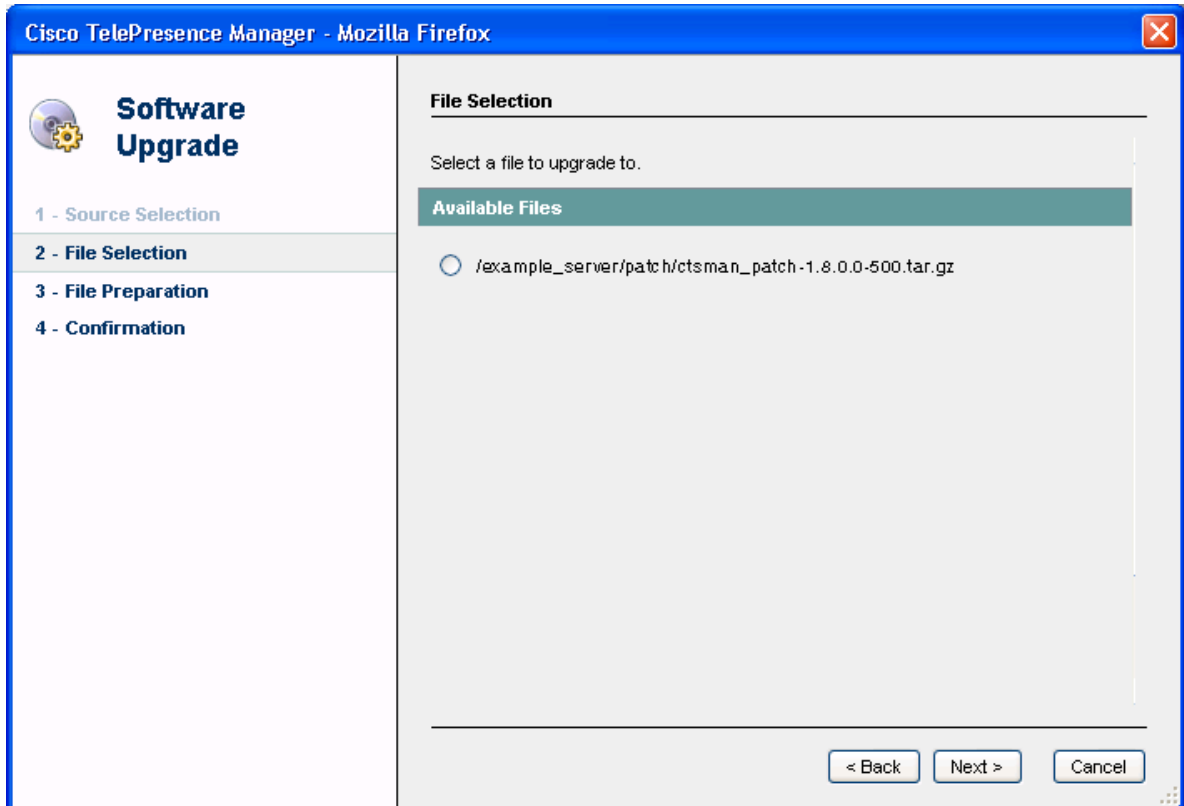 Cisco TelePresence Manager - Mozilla Firefox
Software
Upgrade
1 - Source Selection
2 - File Selection
3 - File Preparation
4 - Confirmation
File Selection
Select a file to upgrade to.
Available Files
/example_server/patch/ctsman_patch-1.8.0.0-500.tar.gz
< Back
Next >
Cancel